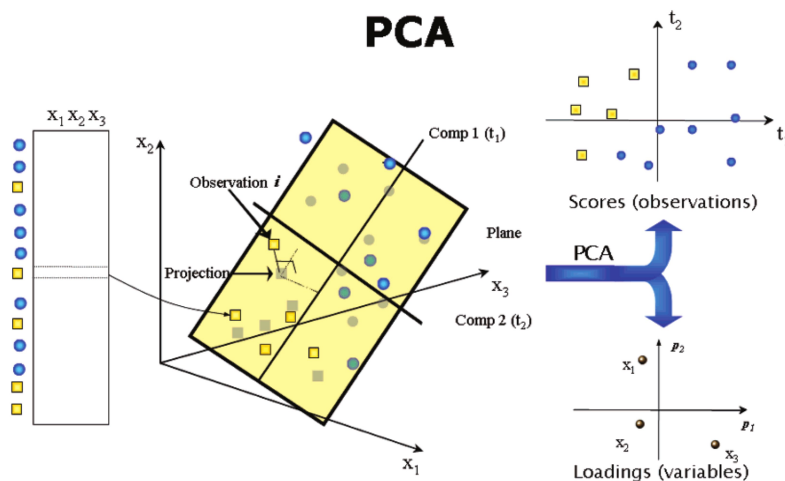 PCA
x₁ x₂ x₃
x₂
Observation i
Projection
Comp 1 (t₁)
Plane
x₃
Comp 2 (t₂)
x₁
t₂
t
Scores (observations)
PCA
p₂
x₁
p₁
x₂
x₃
Loadings (variables)